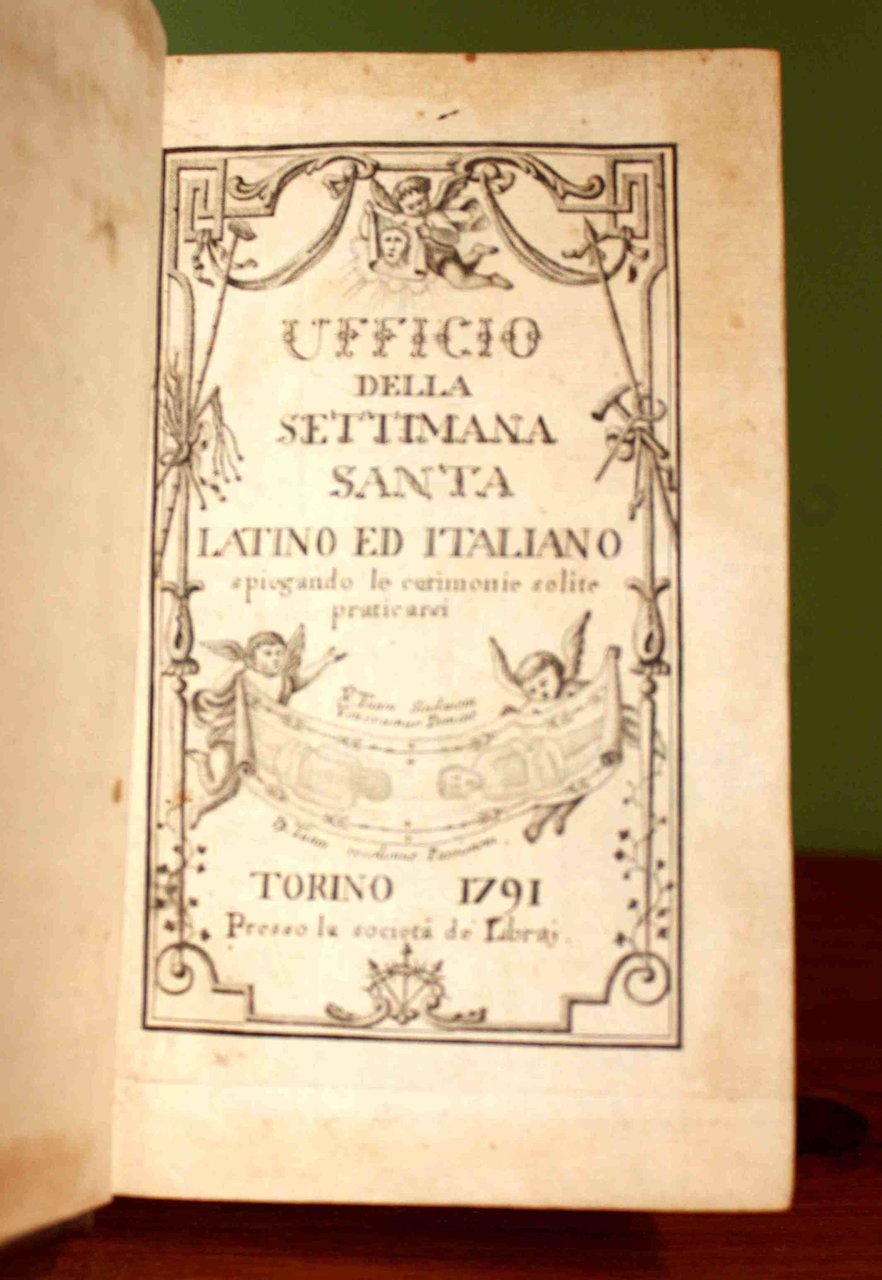 UFFICIO
DELLA
SETTIMANA
SANTA
LATINO ED ITALIANO
spiegando le cerimonie solite
praticarsi
TORINO 1791
Presso la società de Libraj.